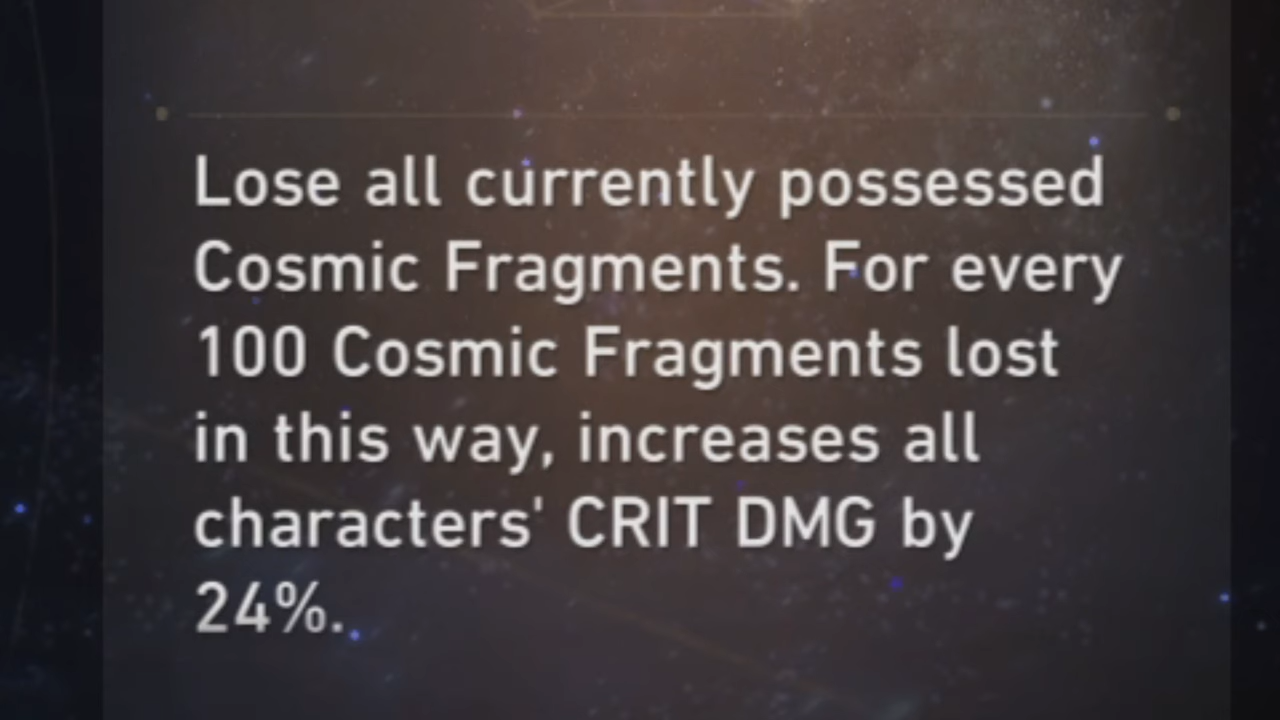 Lose all currently possessed
Cosmic Fragments. For every
100 Cosmic Fragments lost
in this way, increases all
characters' CRIT DMG by
24%.